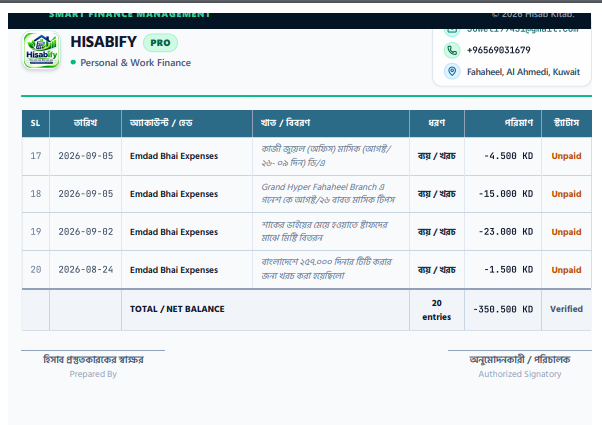 SMART FINANCE MANAGEMENT
© 2026 Hisab Kitab.
Hisabify
HISABIFY PRO
Personal & Work Finance
+96569031679
Fahaheel, Al Ahmedi, Kuwait
SL তারিখ অ্যাকাউন্ট / হেড খাত / বিবরণ ধরণ পরিমাণ স্ট্যাটাস
17 2026-09-05 Emdad Bhai Expenses কাজী জুয়েল (অফিস) মাসিক (আগষ্ট/ ব্যয় / খরচ -4.500 KD Unpaid
২৬- ০৯ দিন) ডি/এ
18 2026-09-05 Emdad Bhai Expenses Grand Hyper Fahaheel Branch এ ব্যয় / খরচ -15.000 KD Unpaid
গনেশ কে আগষ্ট/২৬ বাবত মাসিক টিপস
19 2026-09-02 Emdad Bhai Expenses শাকের ভাইয়ের মেয়ে হওয়াতে ষ্টাফদের ব্যয় / খরচ -23.000 KD Unpaid
মাঝে মিষ্টি বিতরন
20 2026-08-24 Emdad Bhai Expenses বাংলাদেশে ২৫৭,০০০ দিনার টিটি করার ব্যয় / খরচ -1.500 KD Unpaid
জন্য খরচ করা হয়েছিলো
TOTAL / NET BALANCE 20 entries -350.500 KD Verified
হিসাব প্রস্তুতকারকের স্বাক্ষর
Prepared By
অনুমোদনকারী / পরিচালক
Authorized Signatory